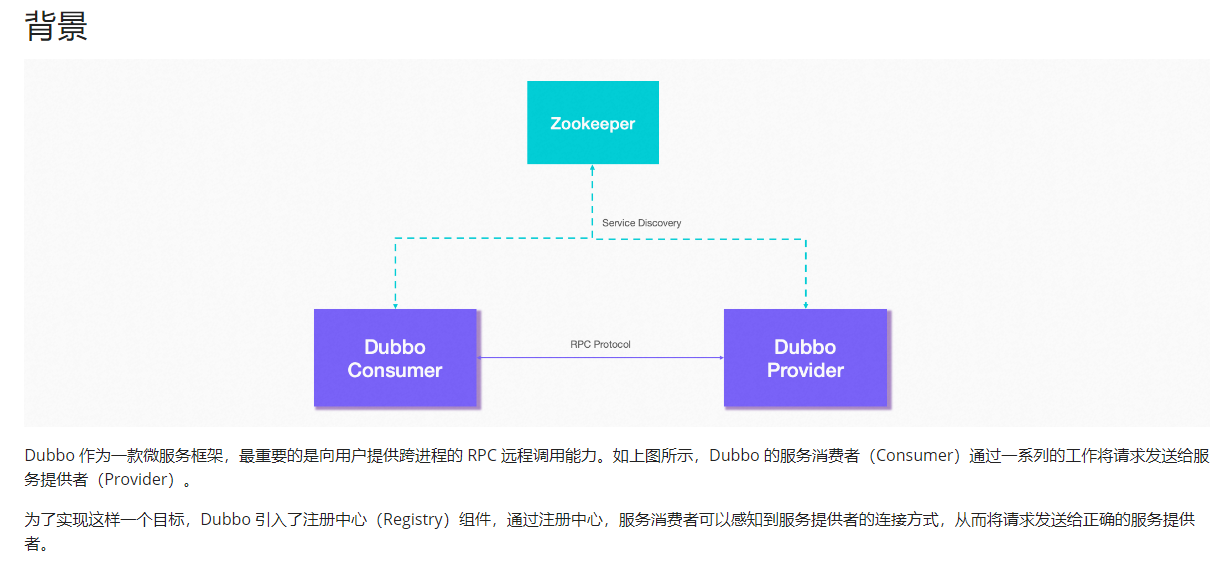 背景
Zookeeper
Service Discovery
Dubbo
Consumer
RPC Protocol
Dubbo
Provider
Dubbo 作为一款微服务框架，最重要的是向用户提供跨进程的 RPC 远程调用能力。如上图所示，Dubbo 的服务消费者（Consumer）通过一系列的工作将请求发送给服
务提供者（Provider）。
为了实现这样一个目标，Dubbo 引入了注册中心（Registry）组件，通过注册中心，服务消费者可以感知到服务提供者的连接方式，从而将请求发送给正确的服务提供
者。